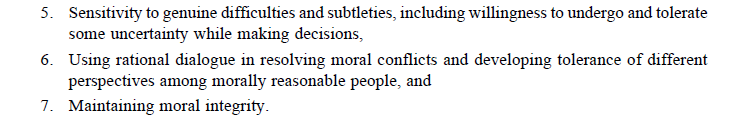 5. Sensitivity to genuine difficulties and subtleties, including willingness to undergo and tolerate
some uncertainty while making decisions,
6. Using rational dialogue in resolving moral conflicts and developing tolerance of different
perspectives among morally reasonable people, and
7. Maintaining moral integrity.